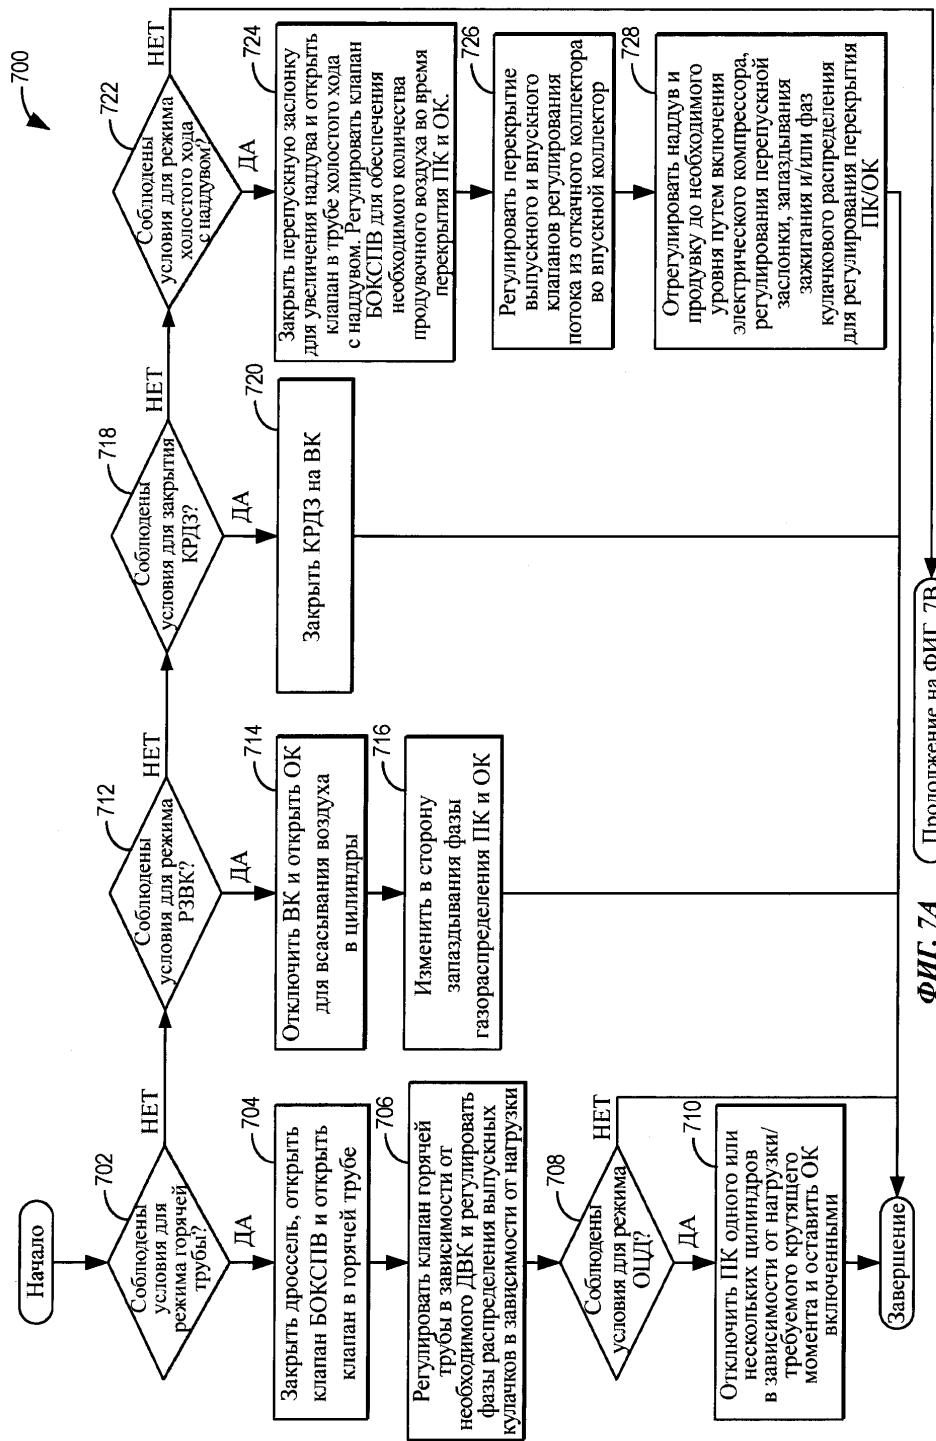 700
Начало
702
Соблюдены
условия для
режима горячей
трубы?
НЕТ
ДА
704
Закрыть дроссель, открыть
клапан БОКСПВ и открыть
клапан в горячей трубе
706
Регулировать клапан горячей
трубы в зависимости от
необходимого ДВК и регулировать
фазы распределения выпускных
кулачков в зависимости от нагрузки
708
Соблюдены
условия для режима
ОЦД?
НЕТ
ДА
710
Отключить ПК одного или
нескольких цилиндров
в зависимости от нагрузки/
требуемого крутящего
момента и оставить ОК
включенными
Завершение
712
Соблюдены
условия для режима
РЗВК?
НЕТ
ДА
714
Отключить ВК и открыть ОК
для всасывания воздуха
в цилиндры
716
Изменить в сторону
запаздывания фазы
газораспределения ПК и ОК
718
Соблюдены
условия для закрытия
КРДЗ?
НЕТ
ДА
720
Закрыть КРДЗ на ВК
722
Соблюдены
условия для режима
холостого хода
с наддувом?
НЕТ
ДА
724
Закрыть перепускную заслонку
для увеличения наддува и открыть
клапан в трубе холостого хода
с наддувом. Регулировать клапан
БОКСПВ для обеспечения
необходимого количества
продувочного воздуха во время
перекрытия ПК и ОК.
726
Регулировать перекрытие
выпускного и впускного
клапанов регулирования
потока из откачного коллектора
во впускной коллектор
728
Отрегулировать наддув и
продувку до необходимого
уровня путем включения
электрического компрессора,
регулирования перепускной
заслонки, запаздывания
зажигания и/или фаз
кулачкового распределения
для регулирования перекрытия
ПК/ОК
Продолжение на ФИГ. 7В
ФИГ. 7А